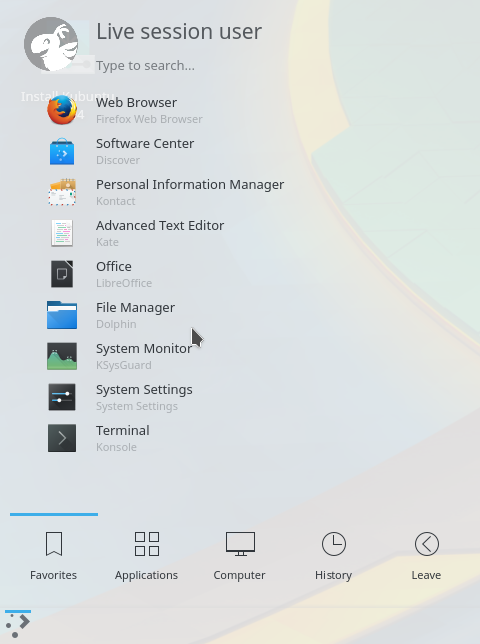 Live session user
Type to search...
Install Kubuntu
4
Web Browser
Firefox Web Browser
Software Center
Discover
Personal Information Manager
Kontact
Advanced Text Editor
Kate
Office
LibreOffice
File Manager
Dolphin
System Monitor
KSysGuard
System Settings
System Settings
Terminal
Konsole
Favorites Applications Computer History Leave